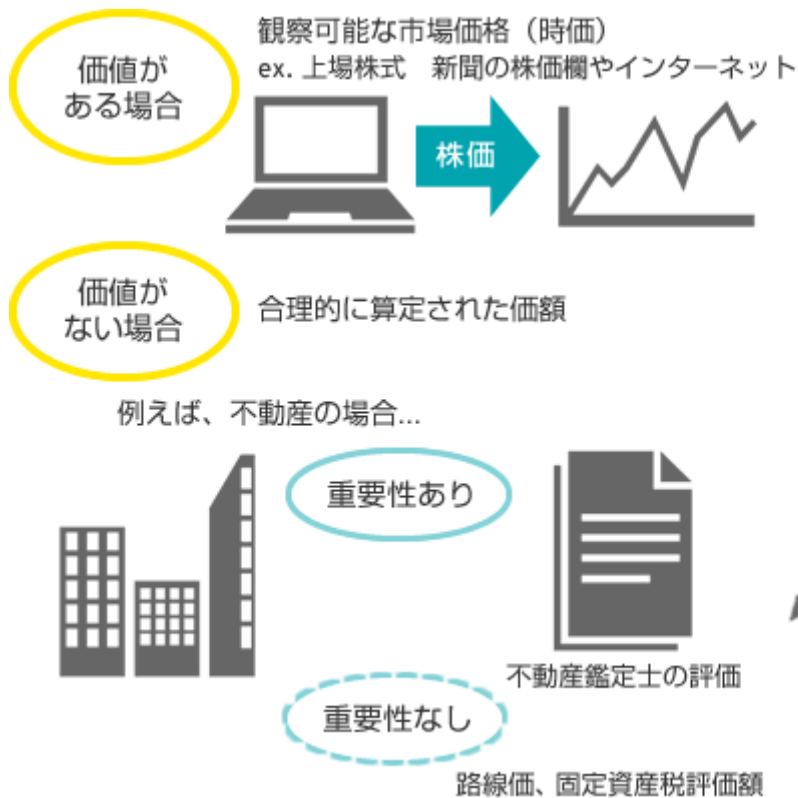 価値が
ある場合
観察可能な市場価格（時価）
ex. 上場株式　新聞の株価欄やインターネット
株価
価値が
ない場合
合理的に算定された価額
例えば、不動産の場合...
重要性あり
不動産鑑定士の評価
重要性なし
路線価、固定資産税評価額